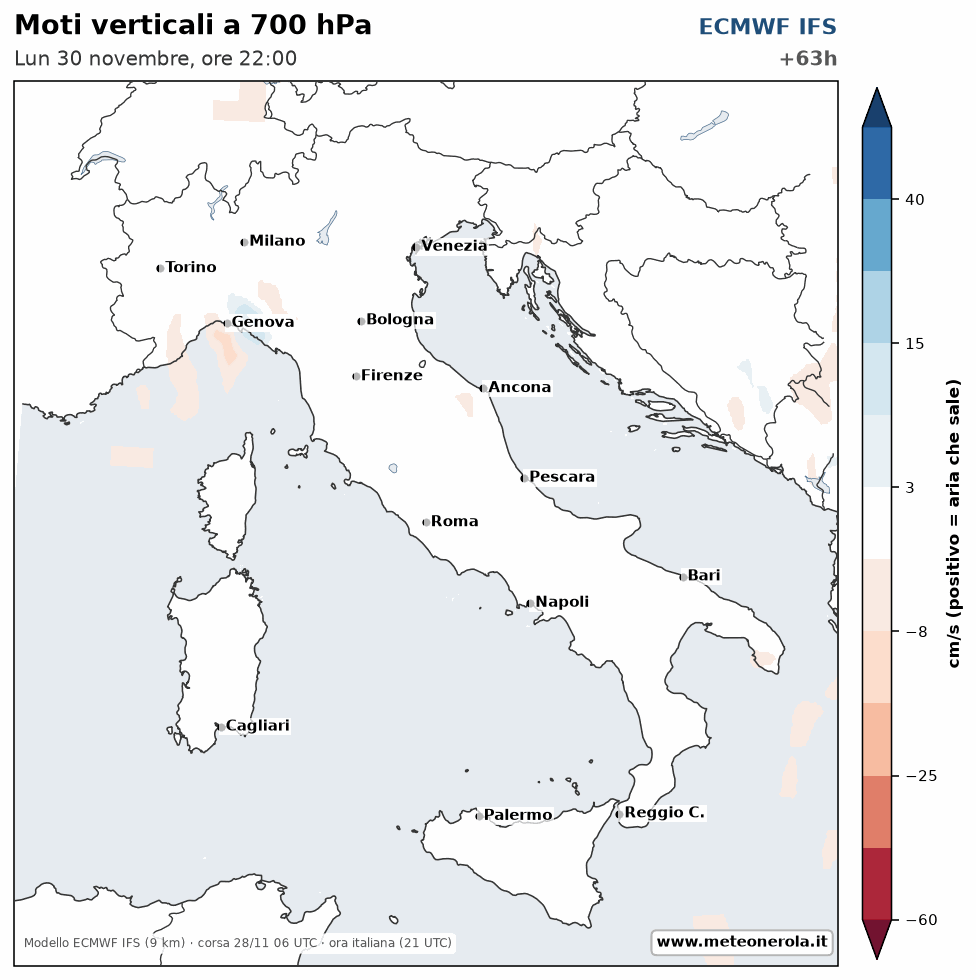 Moti verticali a 700 hPa
ECMWF IFS
Lun 30 novembre, ore 22:00
+63h
Milano
Venezia
Torino
Genova
Bologna
Firenze
Ancona
Pescara
Roma
Bari
Napoli
Cagliari
Palermo
Reggio C.
40
15
3
−8
−25
−60
cm/s (positivo = aria che sale)
Modello ECMWF IFS (9 km) · corsa 28/11 06 UTC · ora italiana (21 UTC)
www.meteonerola.it